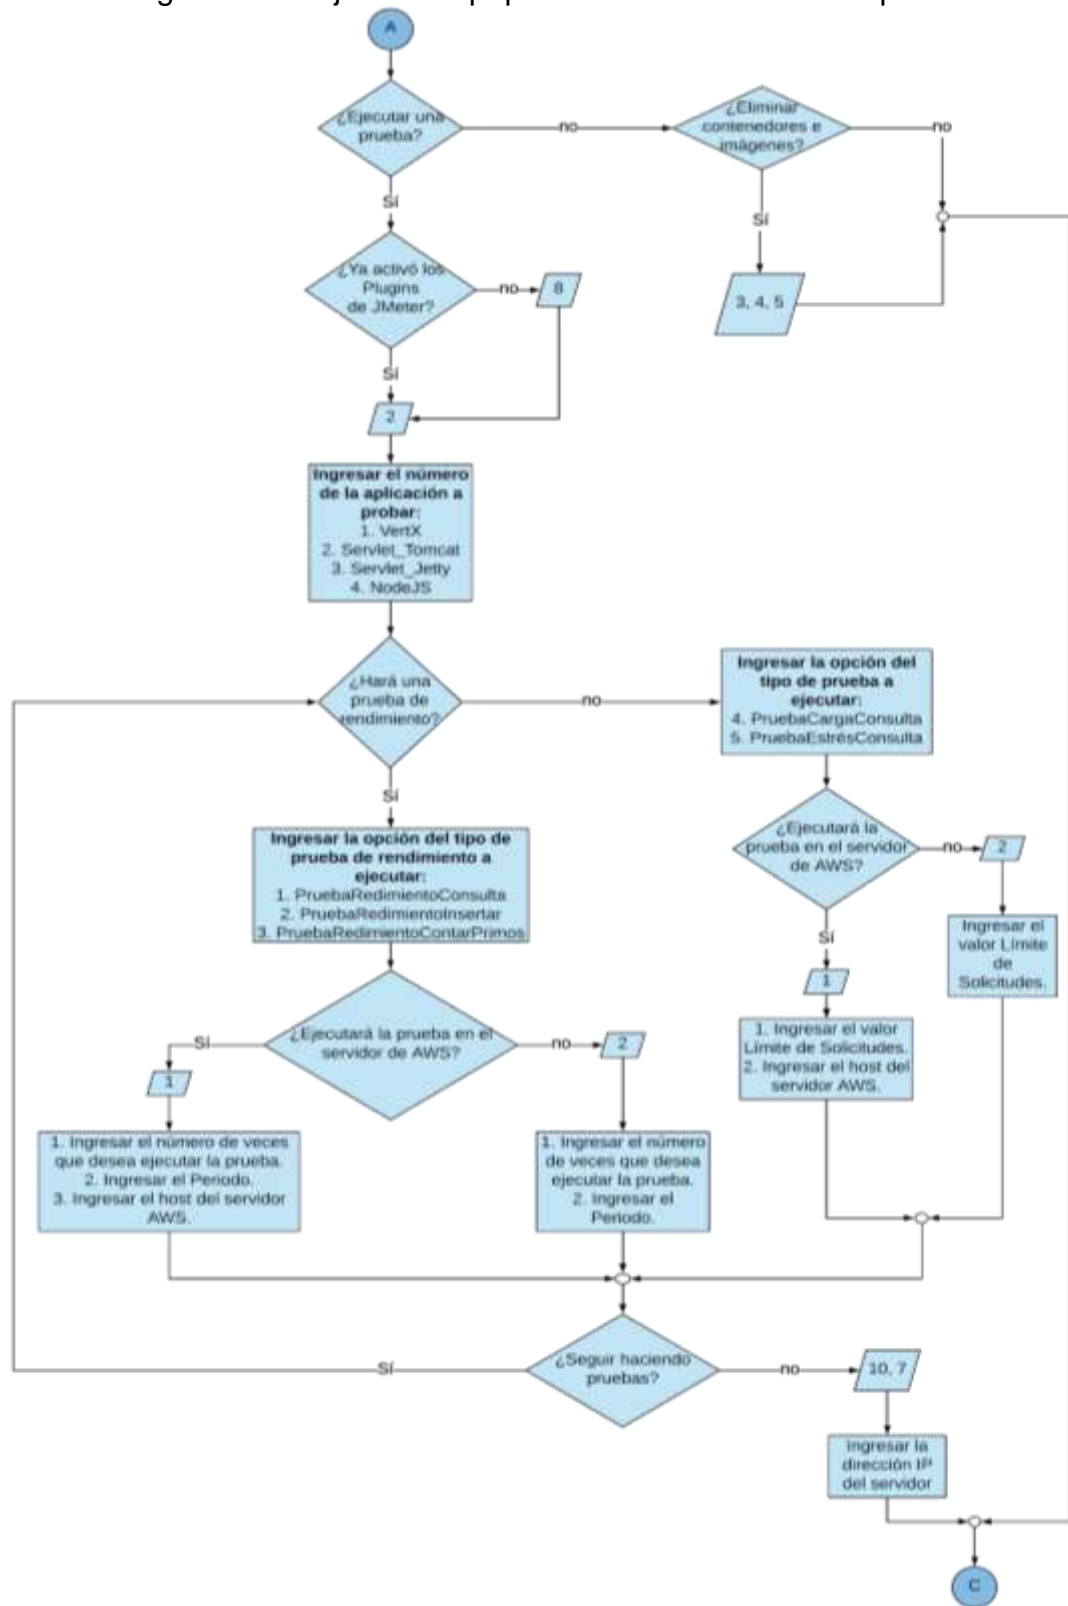 A
¿Ejecutar una
prueba?
no
¿Eliminar
contenedores e
imágenes?
no
Sí
Sí
¿Ya activó los
Plugins
de JMeter?
no
8
3, 4, 5
Sí
2
Ingresar el número
de la aplicación a
probar:
1. VertX
2. Servlet_Tomcat
3. Servlet_Jetty
4. NodeJS
¿Hará una
prueba de
rendimiento?
no
Ingresar la opción del
tipo de prueba a
ejecutar:
4. PruebaCargaConsulta
5. PruebaEstrésConsulta
Sí
Ingresar la opción del tipo de
prueba de rendimiento a
ejecutar:
1. PruebaRedimientoConsulta
2. PruebaRedimientoInsertar
3. PruebaRedimientoContarPrimos
¿Ejecutará la
prueba en el servidor
de AWS?
no
2
Sí
1
Ingresar el
valor Límite
de
Solicitudes.
1. Ingresar el valor
Límite de Solicitudes.
2. Ingresar el host del
servidor AWS.
¿Ejecutará la prueba en el
servidor de AWS?
Sí
1
no
2
1. Ingresar el número de veces
que desea ejecutar la prueba.
2. Ingresar el Periodo.
3. Ingresar el host del servidor
AWS.
1. Ingresar el número
de veces que desea
ejecutar la prueba.
2. Ingresar el
Periodo.
¿Seguir haciendo
pruebas?
Sí
no
10, 7
Ingresar la
dirección IP
del servidor
C